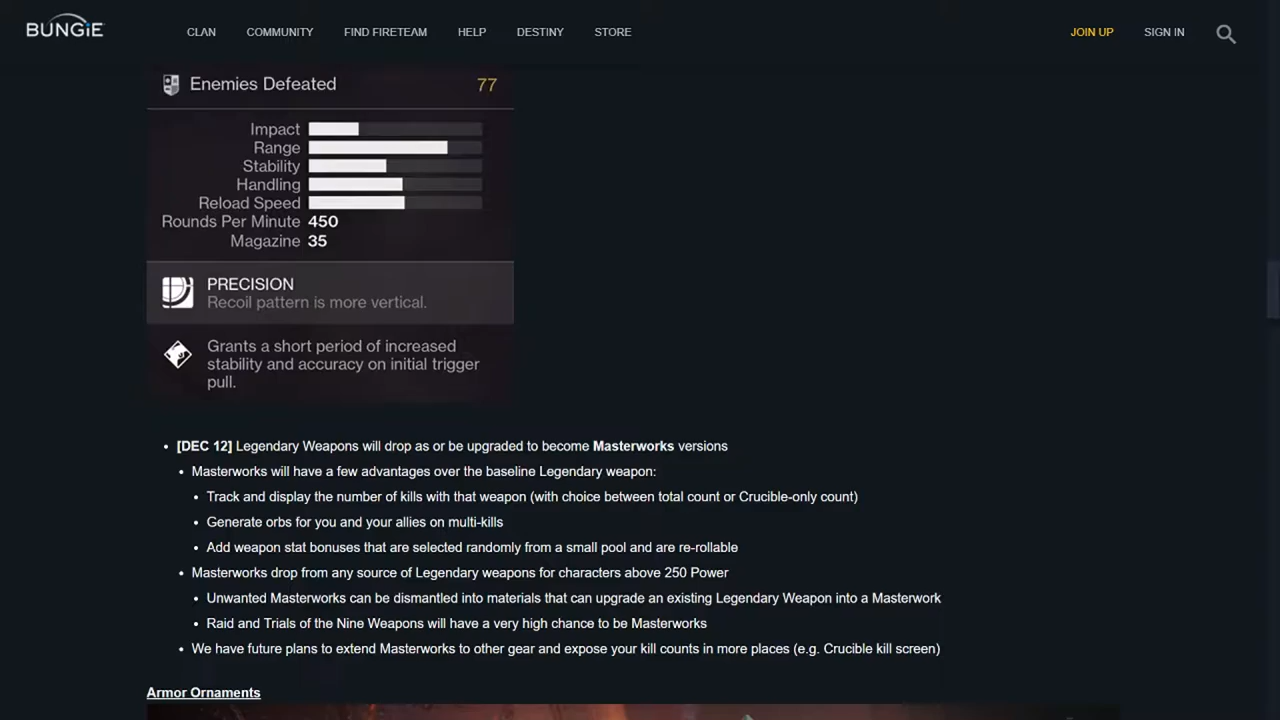 BUNGiE
CLAN COMMUNITY FIND FIRETEAM HELP DESTINY STORE JOIN UP SIGN IN
Enemies Defeated 77
Impact
Range
Stability
Handling
Reload Speed
Rounds Per Minute 450
Magazine 35
PRECISION
Recoil pattern is more vertical.
Grants a short period of increased
stability and accuracy on initial trigger
pull.
• [DEC 12] Legendary Weapons will drop as or be upgraded to become Masterworks versions
• Masterworks will have a few advantages over the baseline Legendary weapon:
• Track and display the number of kills with that weapon (with choice between total count or Crucible-only count)
• Generate orbs for you and your allies on multi-kills
• Add weapon stat bonuses that are selected randomly from a small pool and are re-rollable
• Masterworks drop from any source of Legendary weapons for characters above 250 Power
• Unwanted Masterworks can be dismantled into materials that can upgrade an existing Legendary Weapon into a Masterwork
• Raid and Trials of the Nine Weapons will have a very high chance to be Masterworks
• We have future plans to extend Masterworks to other gear and expose your kill counts in more places (e.g. Crucible kill screen)
Armor Ornaments